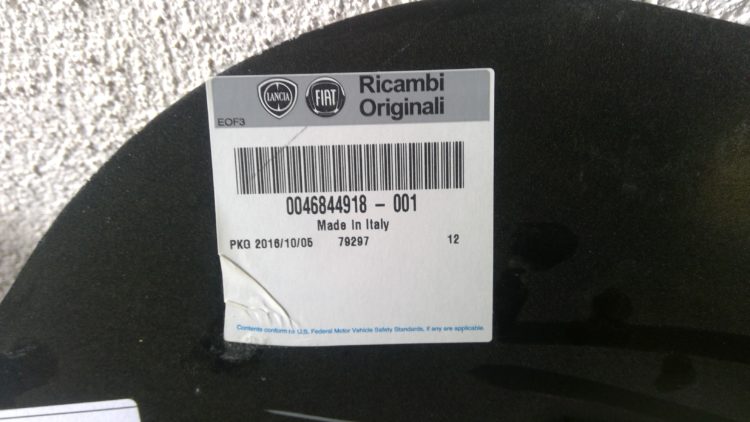 LANCIA FIAT Ricambi
Originali
EOF3
0046844918 - 001
Made in Italy
PKG 2016/10/05 79297 12
Contents conform to U.S. Federal Motor Vehicle Safety Standards, if any are applicable.